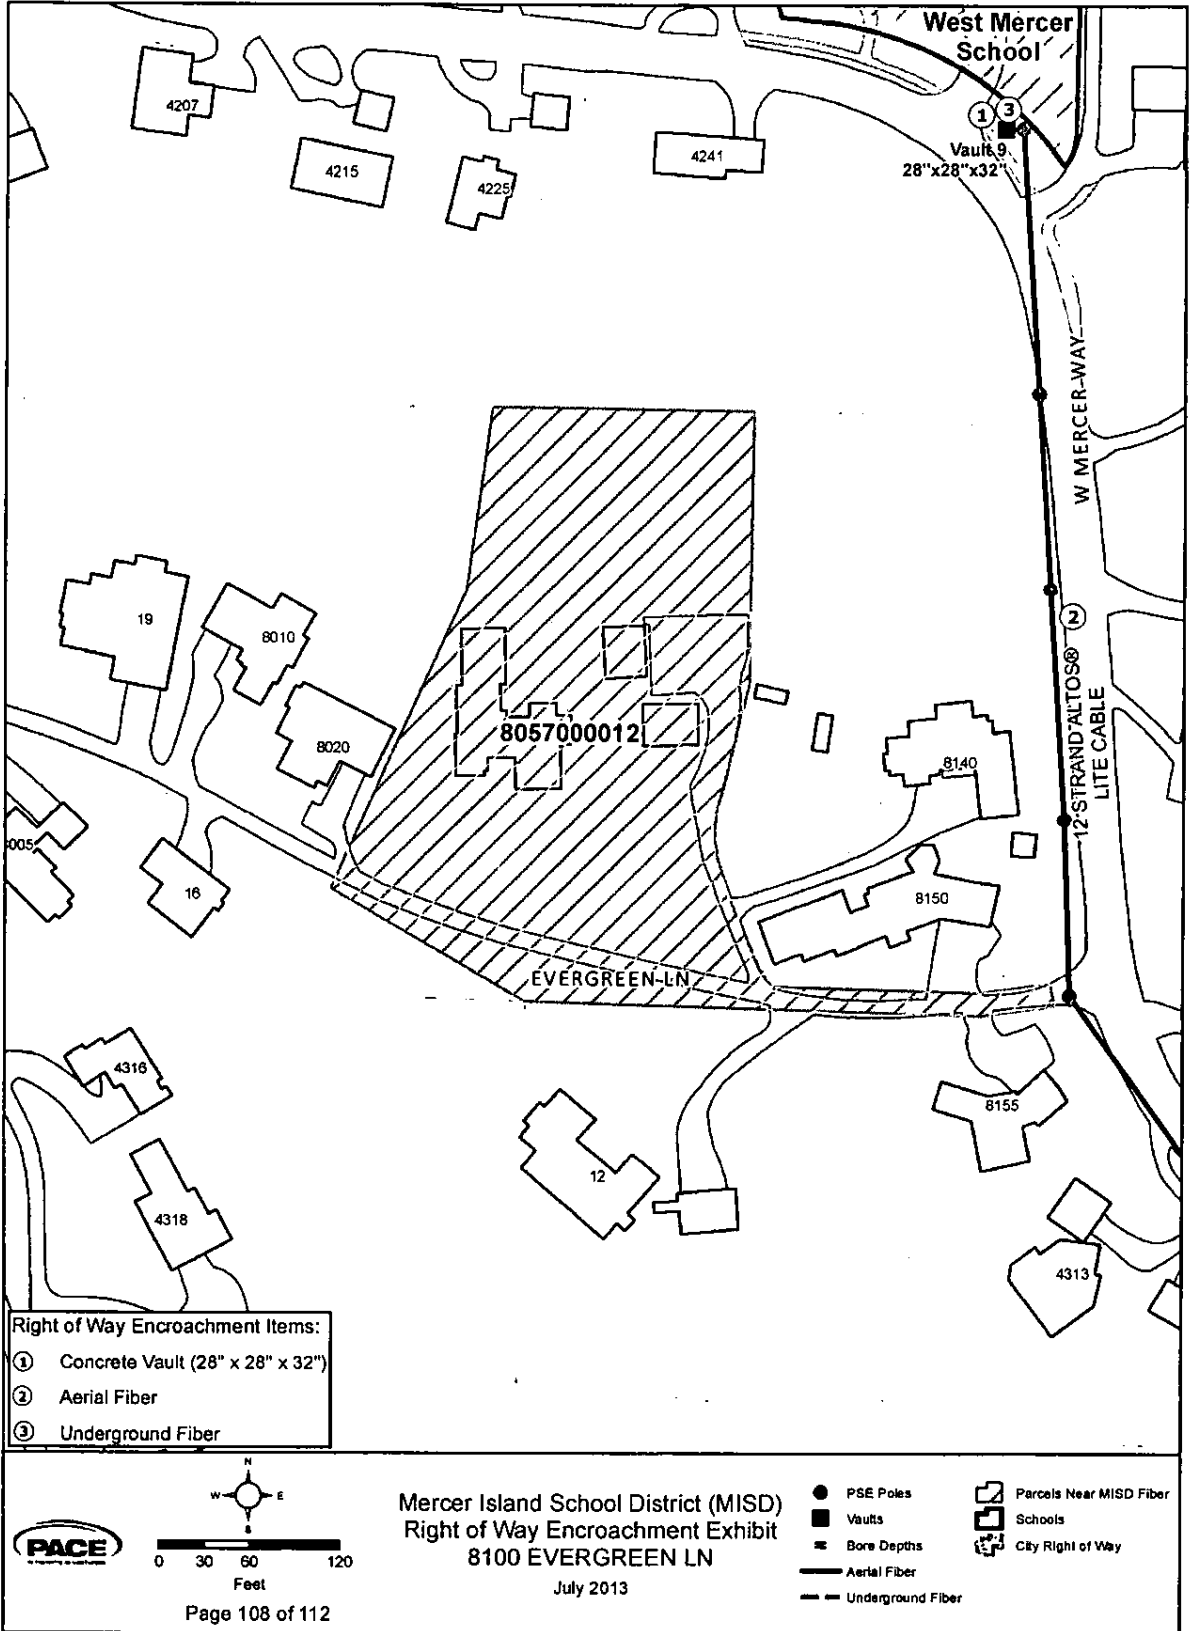 West Mercer
School
4207
4215
4225
4241
1
3
Vault 9
28"x28"x32"
W MERCER WAY
19
8010
8020
8057000012
2
12 STRAND ALTOS®
LITE CABLE
8140
8150
16
EVERGREEN LN
4316
4318
12
8155
4313
Right of Way Encroachment Items:
1 Concrete Vault (28" x 28" x 32")
2 Aerial Fiber
3 Underground Fiber
N
W E
S
PACE
0 30 60 120
Feet
Page 108 of 112
Mercer Island School District (MISD)
Right of Way Encroachment Exhibit
8100 EVERGREEN LN
July 2013
PSE Poles
Vaults
Bore Depths
Aerial Fiber
Underground Fiber
Parcels Near MISD Fiber
Schools
City Right of Way